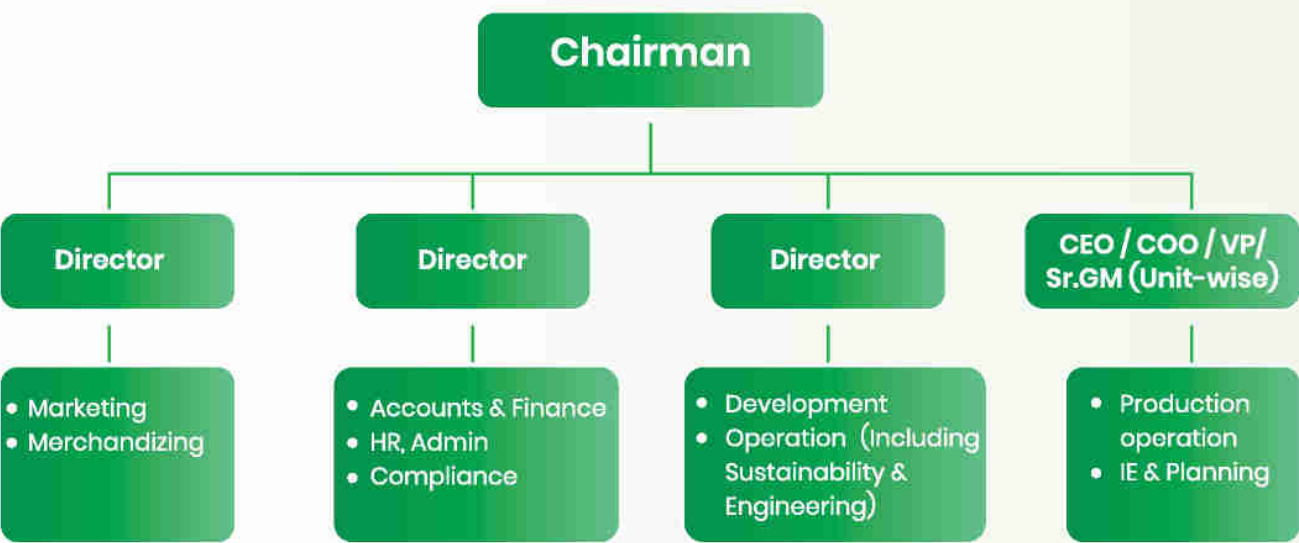 Chairman
Director
Director
Director
CEO / COO / VP/
Sr.GM (Unit-wise)
• Marketing
• Merchandizing
• Accounts & Finance
• HR, Admin
• Compliance
• Development
• Operation (Including
Sustainability &
Engineering)
• Production
operation
• IE & Planning